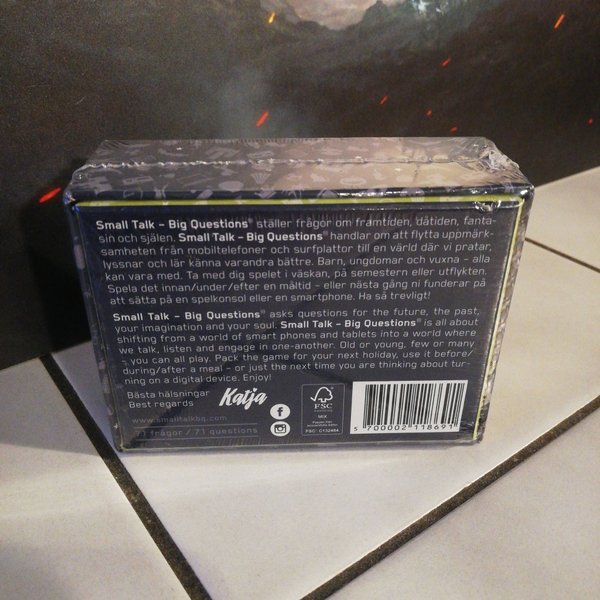 Small Talk – Big Questions® ställer frågor om framtiden, dåtiden, fanta-
sin och själen. Small Talk – Big Questions® handlar om att flytta uppmärk-
samheten från mobiltelefoner och surfplattor till en värld där vi pratar,
lyssnar och lär känna varandra bättre. Barn, ungdomar och vuxna – alla
kan vara med. Ta med dig spelet i väskan, på semestern eller utflykten.
Spela det innan/under/efter en måltid – eller nästa gång ni funderar på
att sätta på en spelkonsol eller en smartphone. Ha så trevligt!
Small Talk – Big Questions® asks questions for the future, the past,
your imagination and your soul. Small Talk – Big Questions® is all about
shifting from a world of smart phones and tablets into a world where
we talk, listen and engage in one-another. Old or young, few or many
– you can all play. Pack the game for your next holiday, use it before/
during/after a meal – or just the next time you are thinking about tur-
ning on a digital device. Enjoy!
Bästa hälsningar
Best regards
Katja
www.smalltalkbq.com
71 frågor / 71 questions
FSC
MIX
FSC® C132464
5 700002 118691